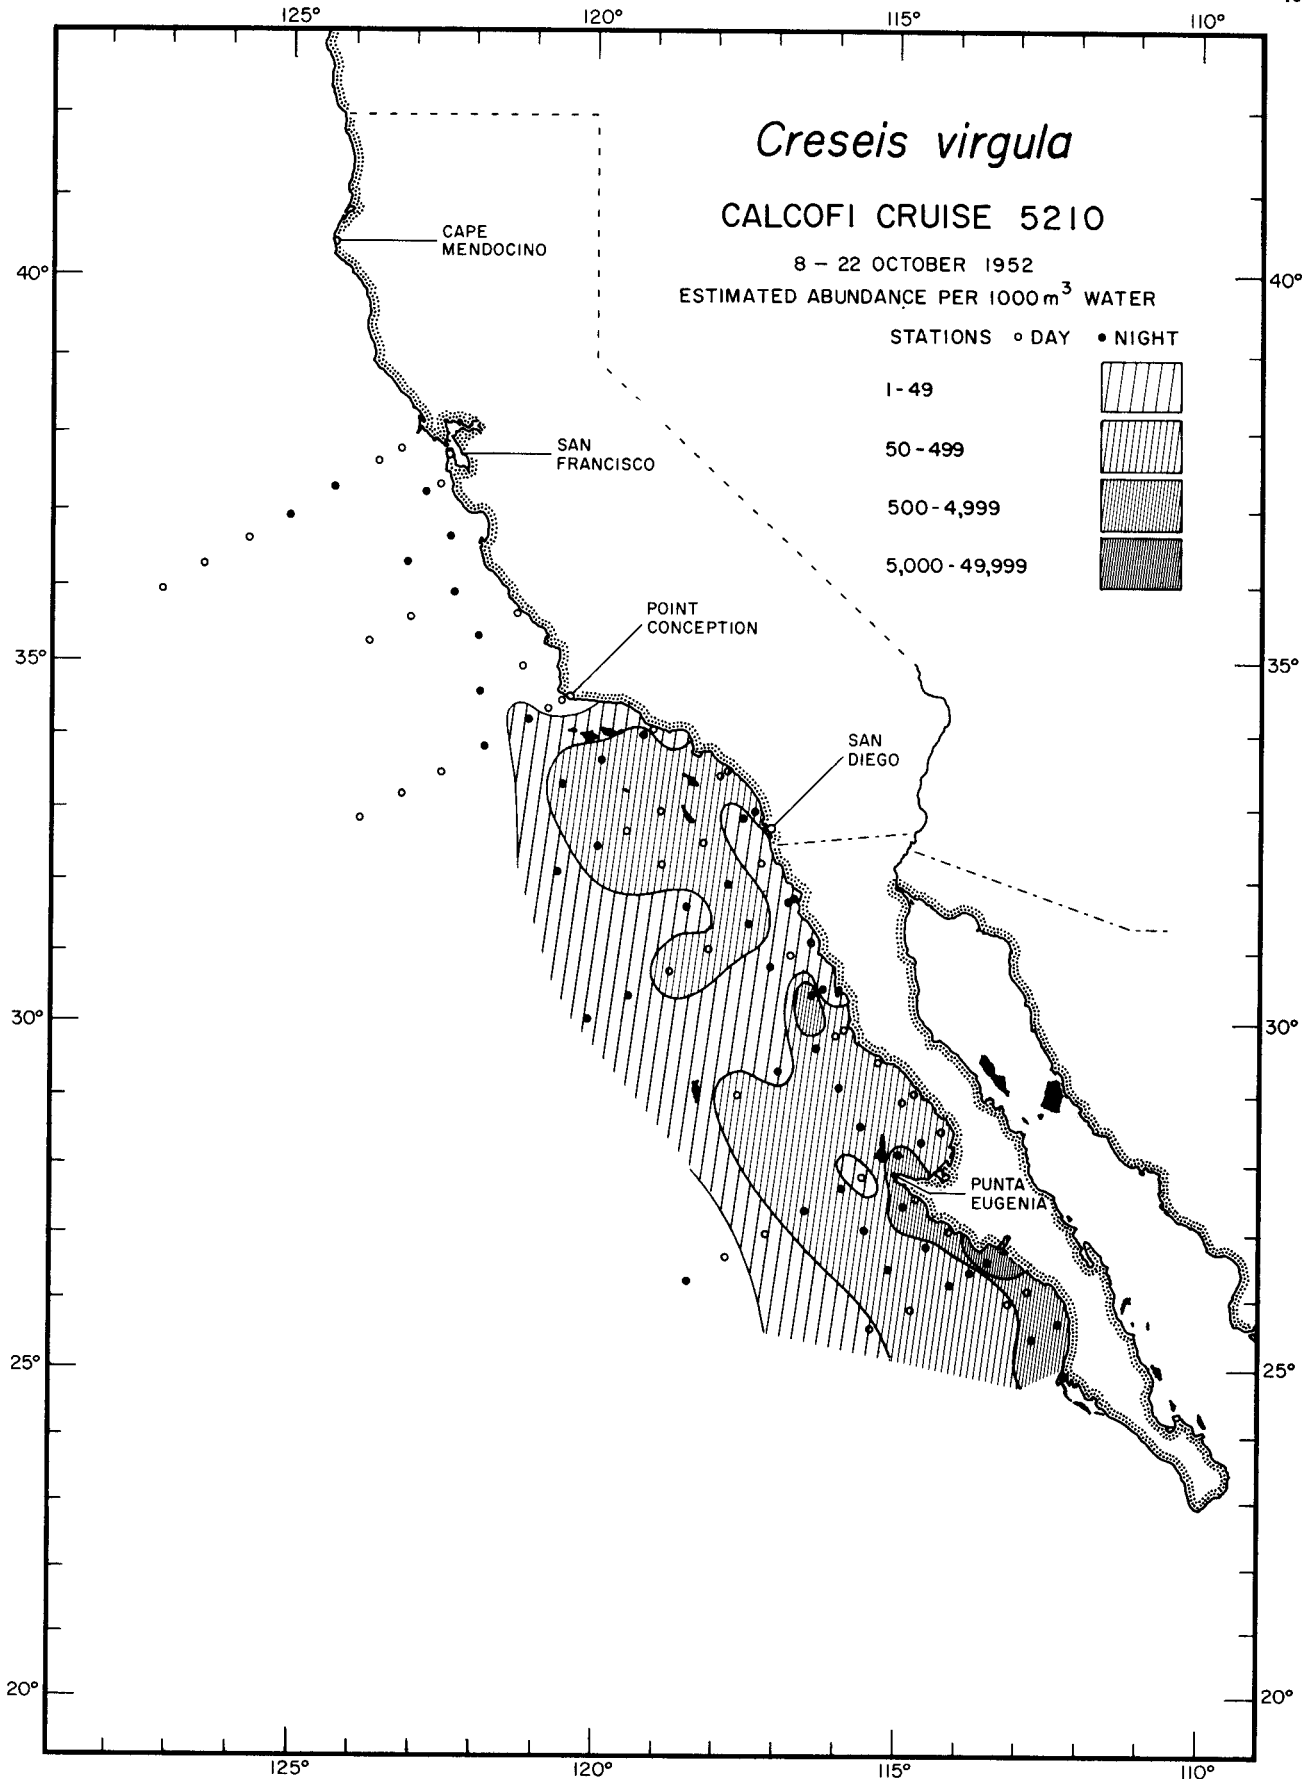 125° 120° 115° 110°
Creseis virgula
CALCOFI CRUISE 5210
8 – 22 OCTOBER 1952
ESTIMATED ABUNDANCE PER 1000 m³ WATER
STATIONS ○ DAY ● NIGHT
1 - 49
50 - 499
500 - 4,999
5,000 - 49,999
CAPE
MENDOCINO
40° 40°
SAN
FRANCISCO
POINT
CONCEPTION
35° 35°
SAN
DIEGO
30° 30°
PUNTA
EUGENIA
25° 25°
20° 20°
125° 120° 115° 110°